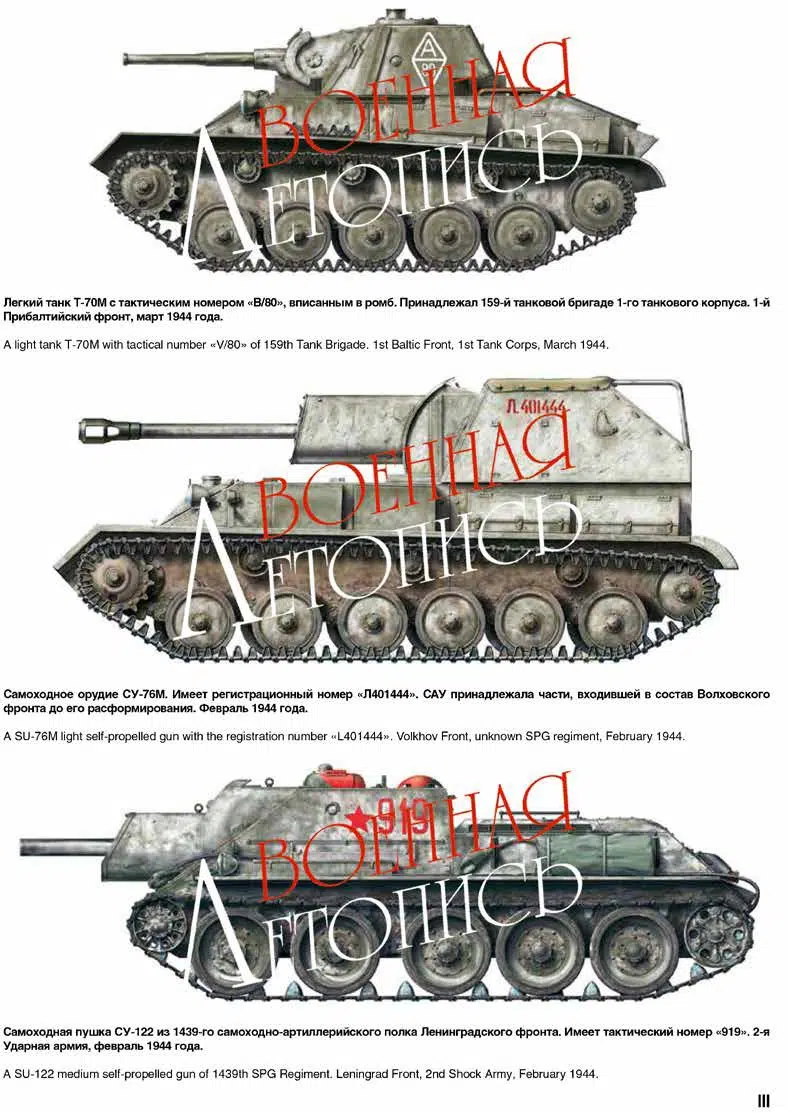 А
80
ВОЕННАЯ
ЛЕТОПИСЬ
Легкий танк Т-70М с тактическим номером «В/80», вписанным в ромб. Принадлежал 159-й танковой бригаде 1-го танкового корпуса. 1-й
Прибалтийский фронт, март 1944 года.
A light tank T-70M with tactical number «V/80» of 159th Tank Brigade. 1st Baltic Front, 1st Tank Corps, March 1944.
Л401444
ВОЕННАЯ
ЛЕТОПИСЬ
Самоходное орудие СУ-76М. Имеет регистрационный номер «Л401444». САУ принадлежала части, входившей в состав Волховского
фронта до его расформирования. Февраль 1944 года.
A SU-76M light self-propelled gun with the registration number «L401444». Volkhov Front, unknown SPG regiment, February 1944.
919
ВОЕННАЯ
ЛЕТОПИСЬ
Самоходная пушка СУ-122 из 1439-го самоходно-артиллерийского полка Ленинградского фронта. Имеет тактический номер «919». 2-я
Ударная армия, февраль 1944 года.
A SU-122 medium self-propelled gun of 1439th SPG Regiment. Leningrad Front, 2nd Shock Army, February 1944.
III